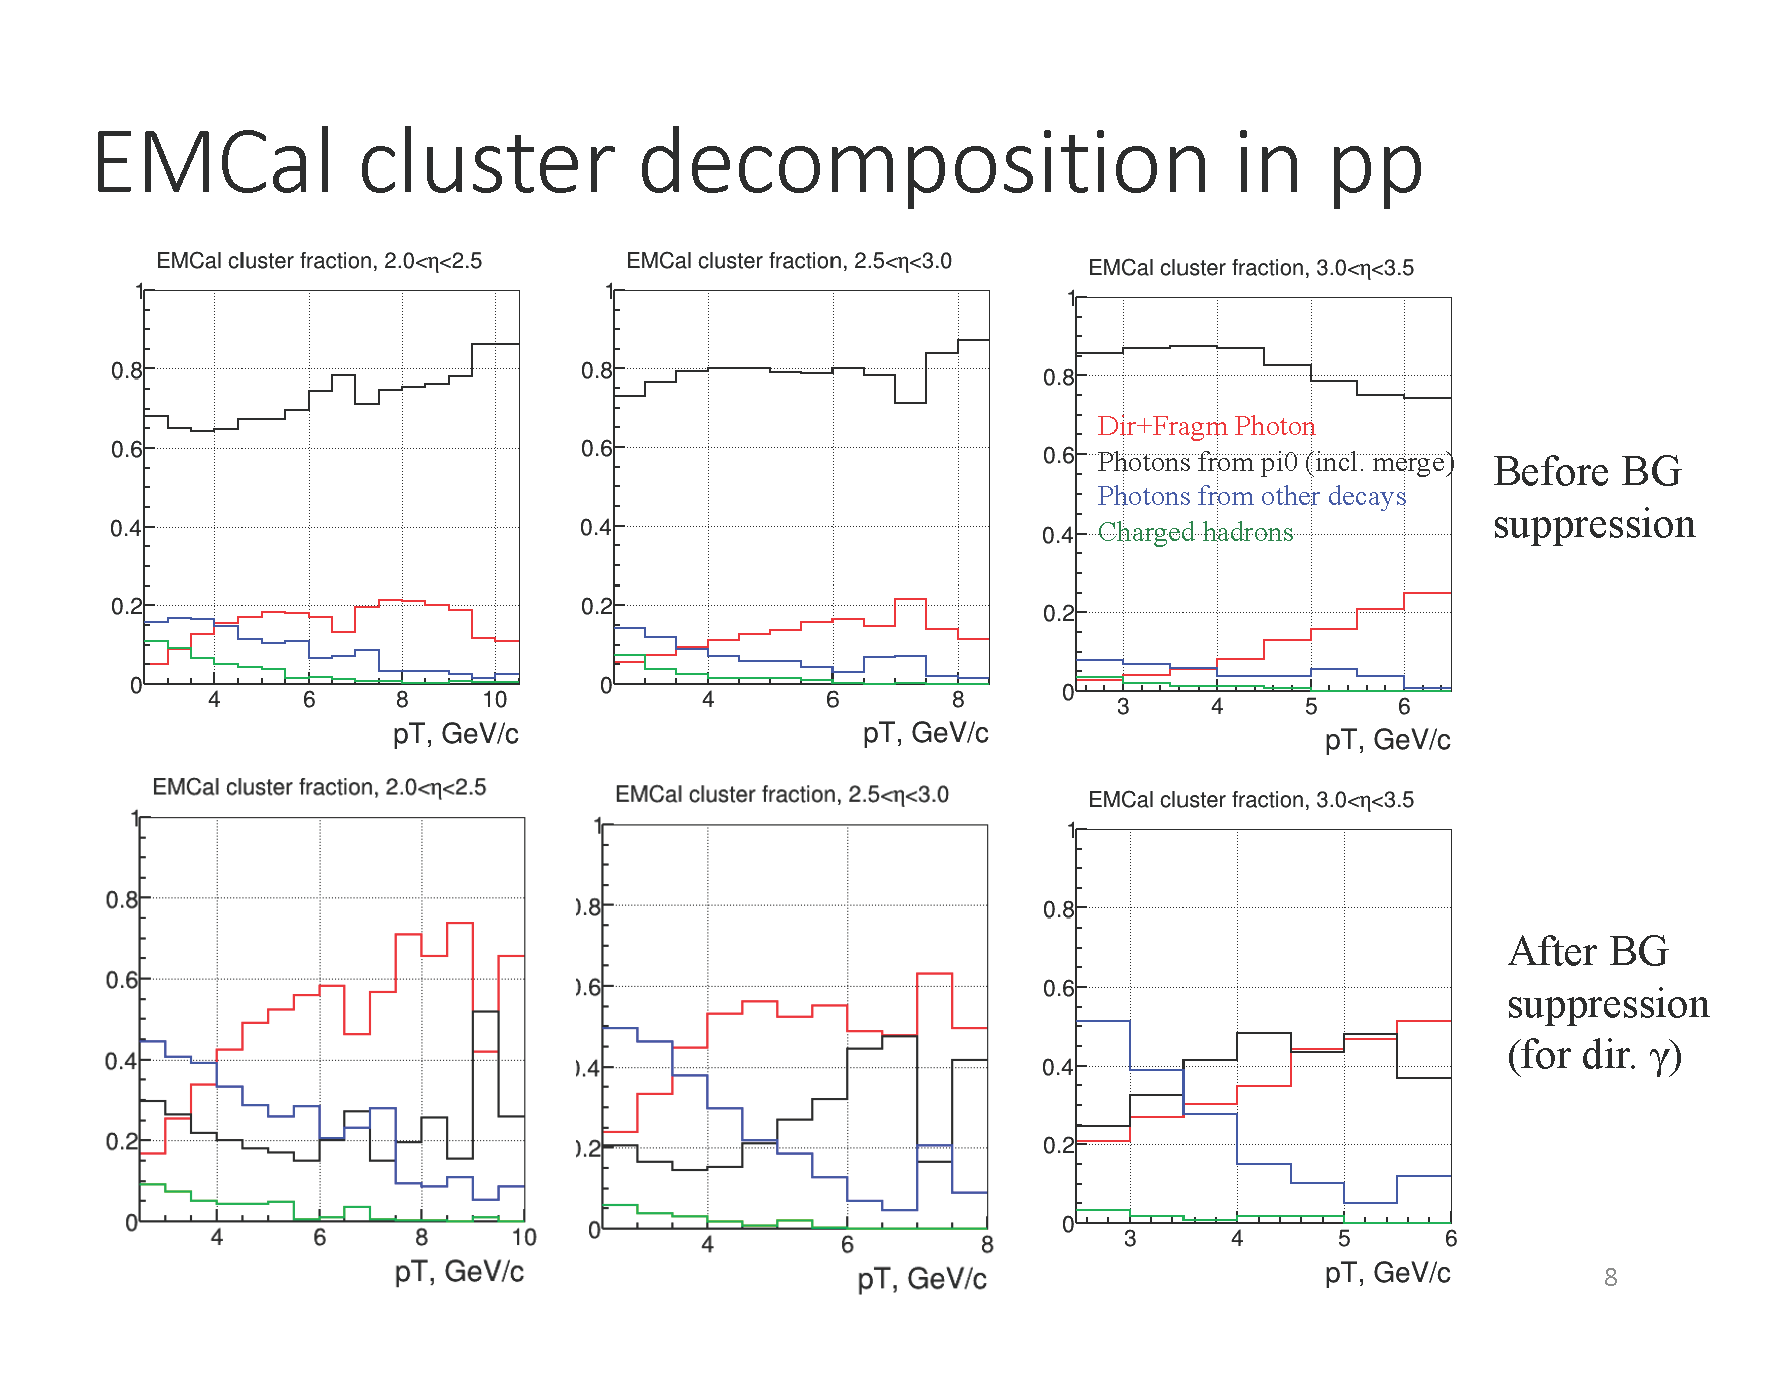 EMCal cluster decomposition in pp
EMCal cluster fraction, 2.0<η<2.5
1
0.8
0.6
0.4
0.2
0
4 6 8 10
pT, GeV/c
EMCal cluster fraction, 2.5<η<3.0
1
0.8
0.6
0.4
0.2
0
4 6 8
pT, GeV/c
EMCal cluster fraction, 3.0<η<3.5
1
0.8
0.6
0.4
0.2
0
3 4 5 6
pT, GeV/c
Dir+Fragm Photon
Photons from pi0 (incl. merge)
Photons from other decays
Charged hadrons
Before BG
suppression
EMCal cluster fraction, 2.0<η<2.5
1
0.8
0.6
0.4
0.2
0
4 6 8 10
pT, GeV/c
EMCal cluster fraction, 2.5<η<3.0
1
).8
).6
).4
).2
0
4 6 8
pT, GeV/c
EMCal cluster fraction, 3.0<η<3.5
1
0.8
0.6
0.4
0.2
0
3 4 5 6
pT, GeV/c
After BG
suppression
(for dir. γ)
8